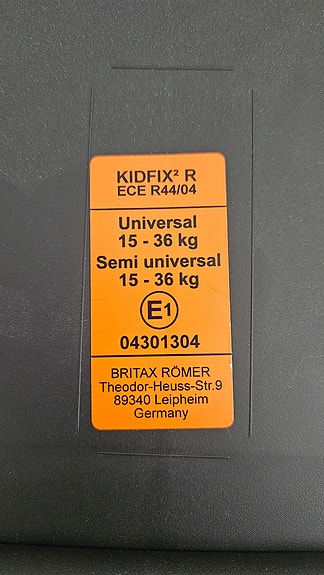 KIDFIX² R
ECE R44/04
Universal
15 - 36 kg
Semi universal
15 - 36 kg
E1
04301304
BRITAX RÖMER
Theodor-Heuss-Str.9
89340 Leipheim
Germany